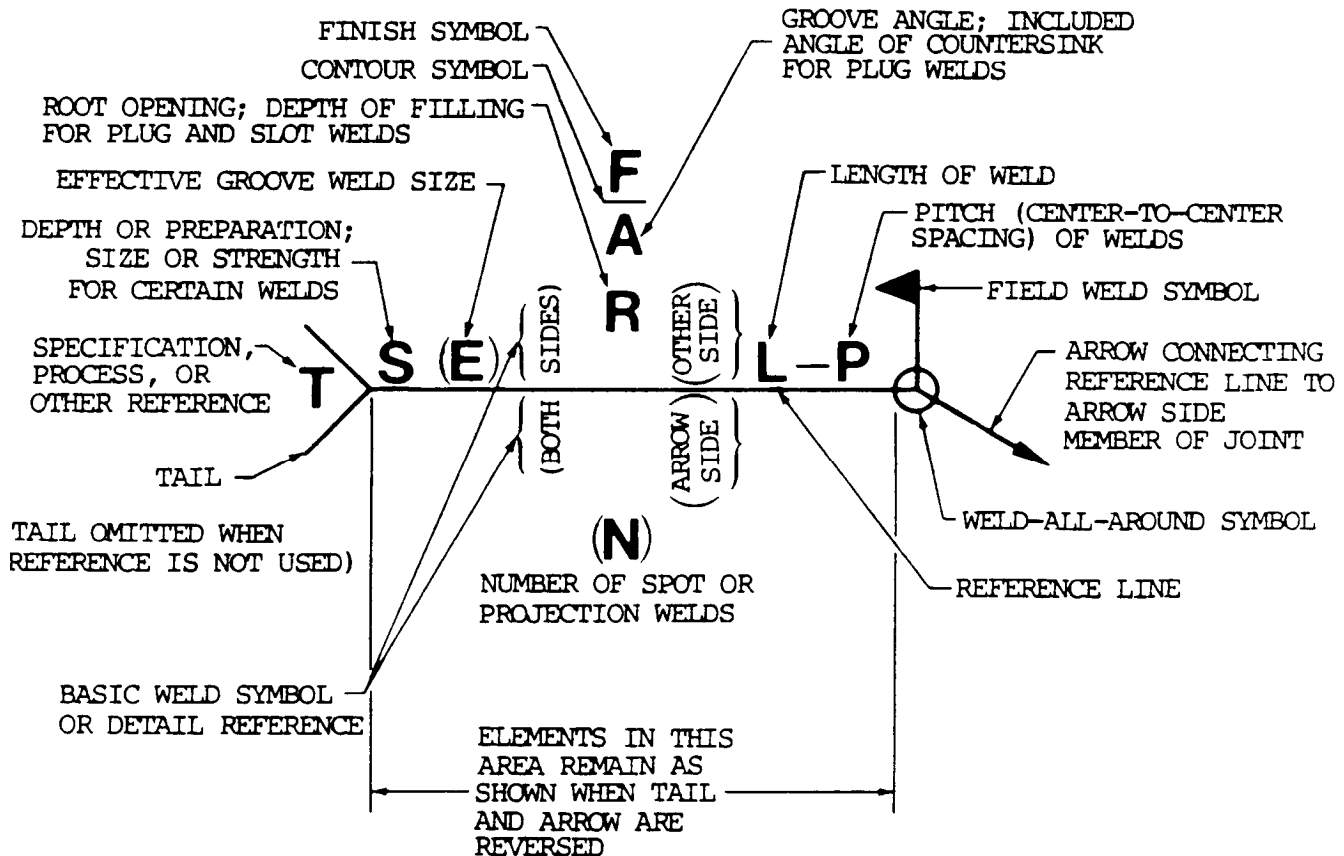 FINISH SYMBOL
CONTOUR SYMBOL
ROOT OPENING; DEPTH OF FILLING
FOR PLUG AND SLOT WELDS
EFFECTIVE GROOVE WELD SIZE
DEPTH OR PREPARATION;
SIZE OR STRENGTH
FOR CERTAIN WELDS
SPECIFICATION,
PROCESS, OR
OTHER REFERENCE
TAIL
TAIL OMITTED WHEN
REFERENCE IS NOT USED)
BASIC WELD SYMBOL
OR DETAIL REFERENCE
GROOVE ANGLE; INCLUDED
ANGLE OF COUNTERSINK
FOR PLUG WELDS
F
A
R
T
S
(E)
(BOTH SIDES)
(OTHER SIDE)
(ARROW SIDE)
L–P
(N)
NUMBER OF SPOT OR
PROJECTION WELDS
LENGTH OF WELD
PITCH (CENTER-TO-CENTER
SPACING) OF WELDS
FIELD WELD SYMBOL
ARROW CONNECTING
REFERENCE LINE TO
ARROW SIDE
MEMBER OF JOINT
WELD-ALL-AROUND SYMBOL
REFERENCE LINE
ELEMENTS IN THIS
AREA REMAIN AS
SHOWN WHEN TAIL
AND ARROW ARE
REVERSED